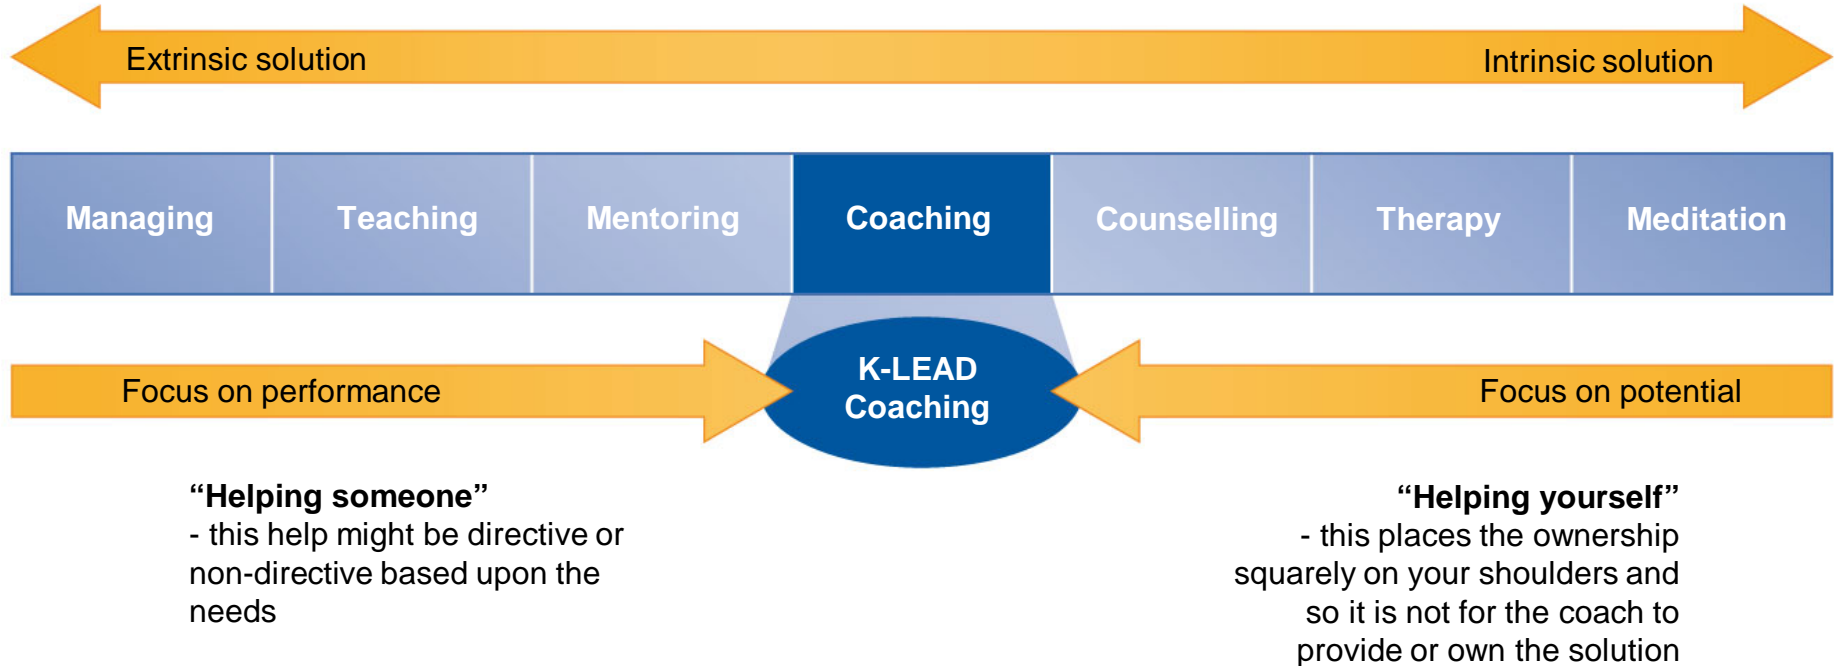 Extrinsic solution
Intrinsic solution
Managing
Teaching
Mentoring
Coaching
Counselling
Therapy
Meditation
Focus on performance
K-LEAD
Coaching
Focus on potential
“Helping someone”
- this help might be directive or
non-directive based upon the
needs
“Helping yourself”
- this places the ownership
squarely on your shoulders and
so it is not for the coach to
provide or own the solution